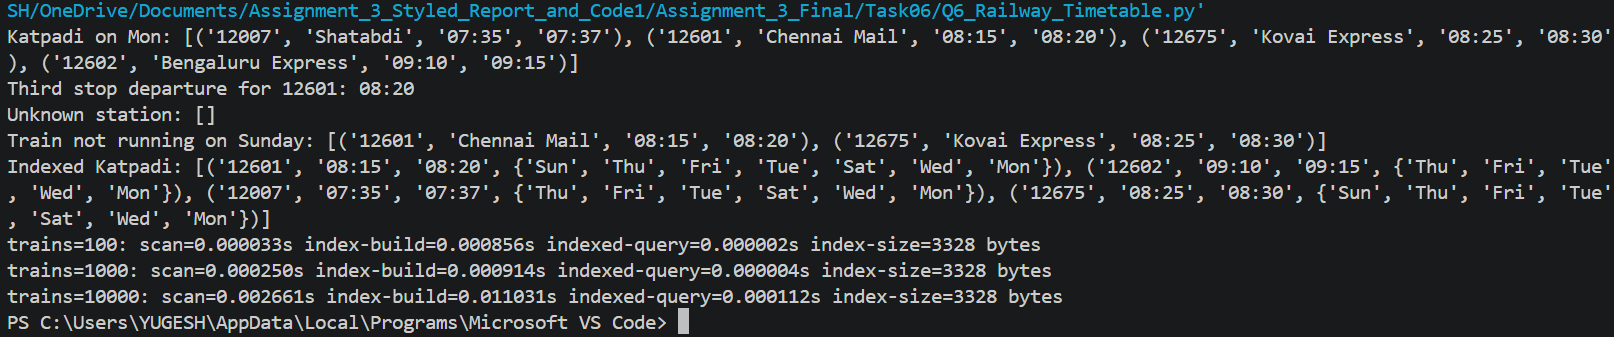 SH/OneDrive/Documents/Assignment_3_Styled_Report_and_Code1/Assignment_3_Final/Task06/Q6_Railway_Timetable.py'
Katpadi on Mon: [('12007', 'Shatabdi', '07:35', '07:37'), ('12601', 'Chennai Mail', '08:15', '08:20'), ('12675', 'Kovai Express', '08:25', '08:30'
), ('12602', 'Bengaluru Express', '09:10', '09:15')]
Third stop departure for 12601: 08:20
Unknown station: []
Train not running on Sunday: [('12601', 'Chennai Mail', '08:15', '08:20'), ('12675', 'Kovai Express', '08:25', '08:30')]
Indexed Katpadi: [('12601', '08:15', '08:20', {'Sun', 'Thu', 'Fri', 'Tue', 'Sat', 'Wed', 'Mon'}), ('12602', '09:10', '09:15', {'Thu', 'Fri', 'Tue'
, 'Wed', 'Mon'}), ('12007', '07:35', '07:37', {'Thu', 'Fri', 'Tue', 'Sat', 'Wed', 'Mon'}), ('12675', '08:25', '08:30', {'Sun', 'Thu', 'Fri', 'Tue'
, 'Sat', 'Wed', 'Mon'})]
trains=100: scan=0.000033s index-build=0.000856s indexed-query=0.000002s index-size=3328 bytes
trains=1000: scan=0.000250s index-build=0.000914s indexed-query=0.000004s index-size=3328 bytes
trains=10000: scan=0.002661s index-build=0.011031s indexed-query=0.000112s index-size=3328 bytes
PS C:\Users\YUGESH\AppData\Local\Programs\Microsoft VS Code>